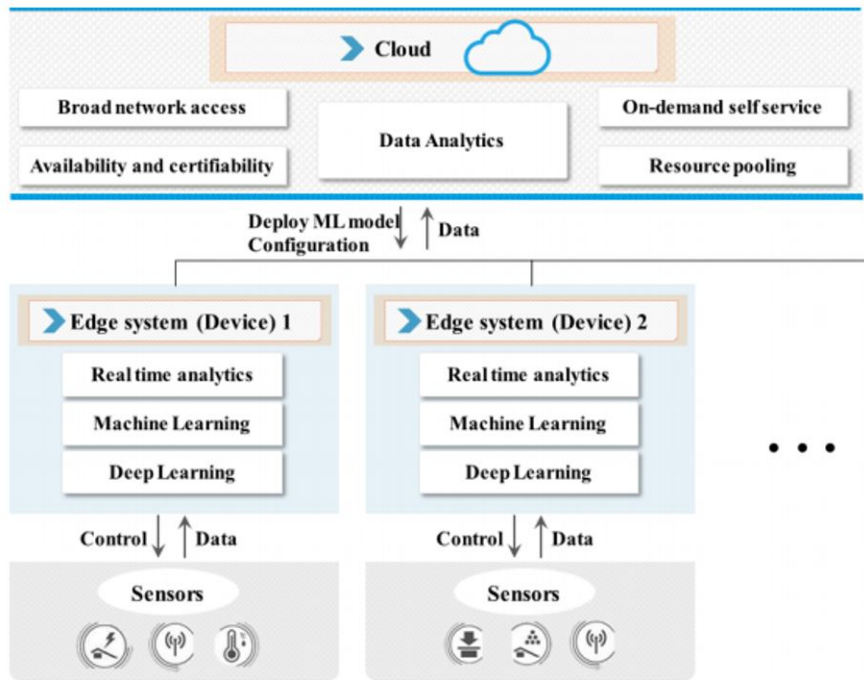 Cloud
Broad network access
Data Analytics
On-demand self service
Availability and certifiability
Resource pooling
Deploy ML model
Configuration
Data
Edge system (Device) 1
Real time analytics
Machine Learning
Deep Learning
Control
Data
Sensors
Edge system (Device) 2
Real time analytics
Machine Learning
Deep Learning
Control
Data
Sensors
• • •